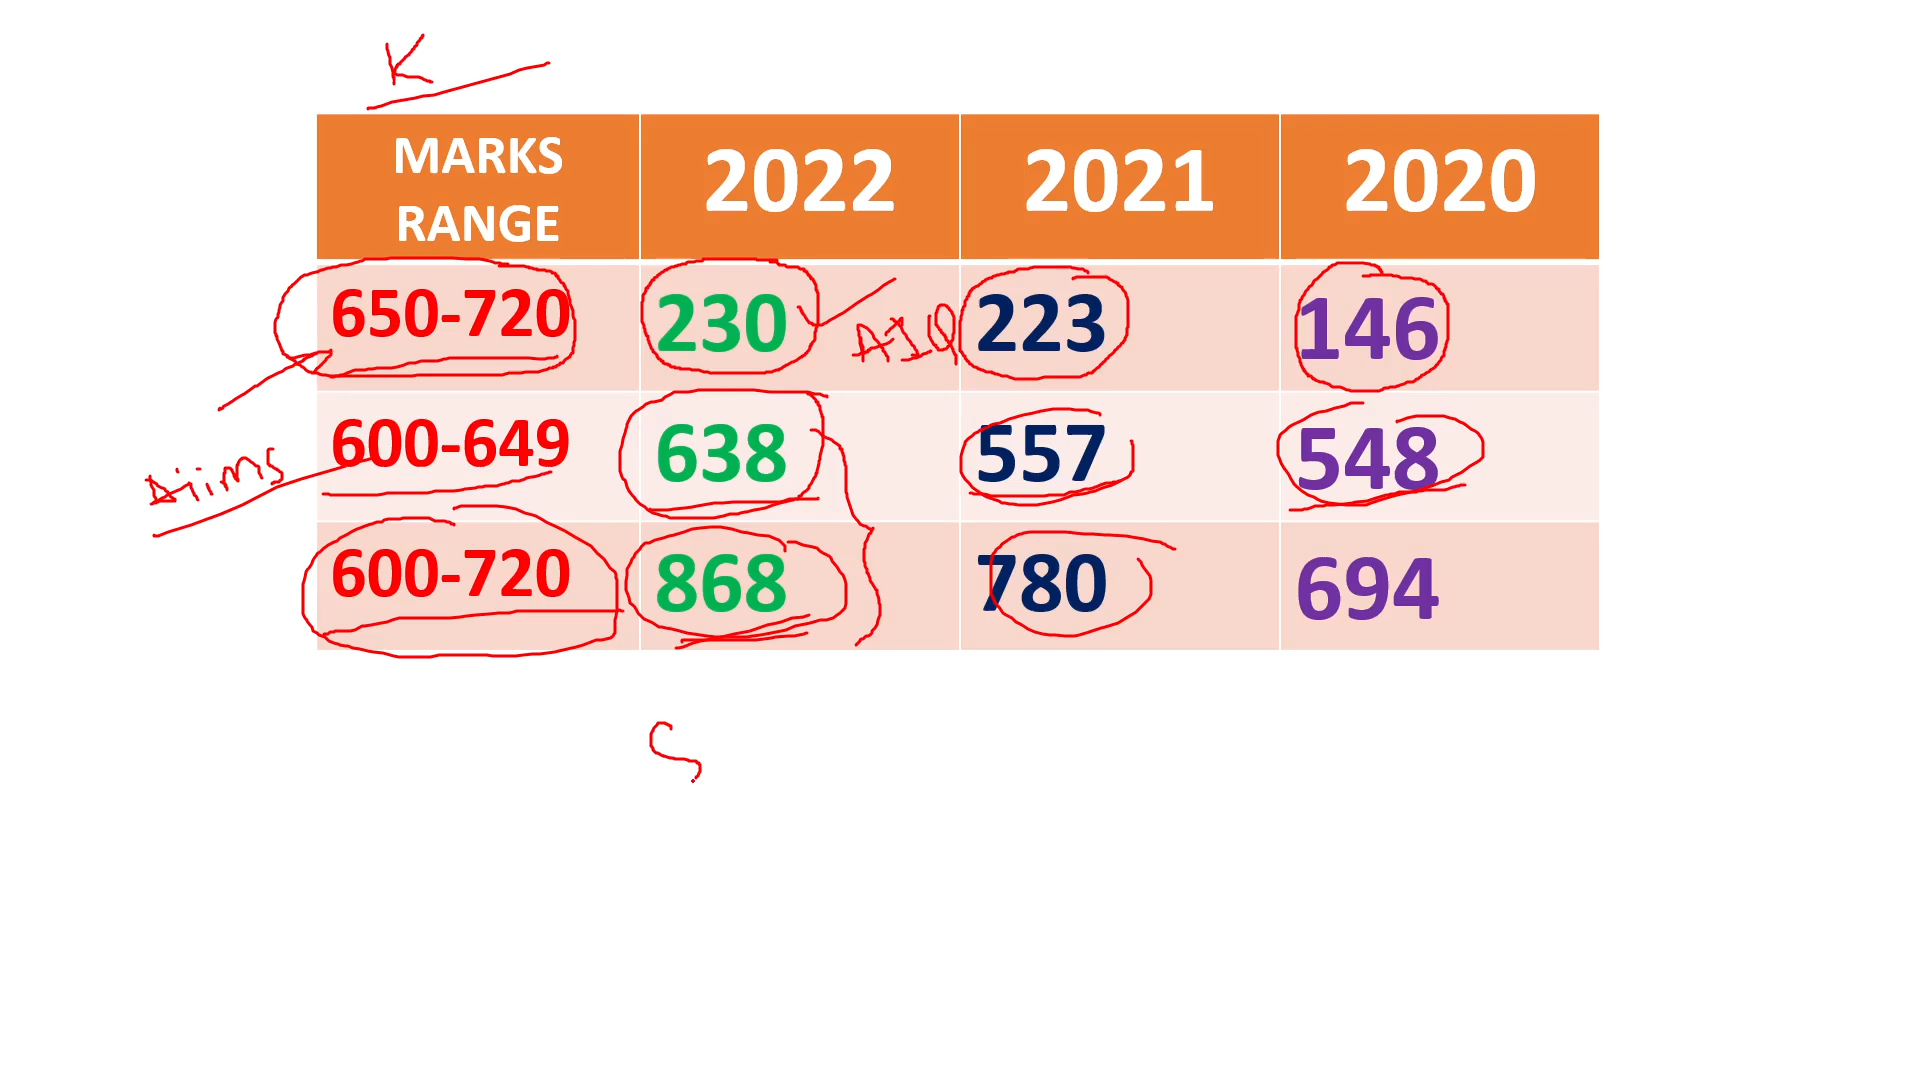 K
MARKS RANGE 2022 2021 2020
650-720 230 AIQ 223 146
Aiims 600-649 638 557 548
600-720 868 780 694
S